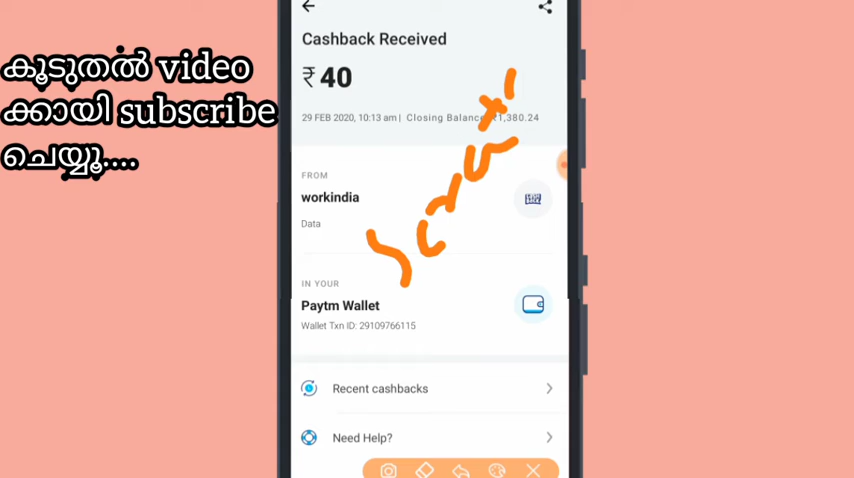 Cashback Received
₹ 40
29 FEB 2020, 10:13 am | Closing Balance ₹1,380.24
FROM
workindia
Data
IN YOUR
Paytm Wallet
Wallet Txn ID: 29109766115
Recent cashbacks
Need Help?
കൂടുതൽ video
ക്കായി subscribe
ചെയ്യൂ....